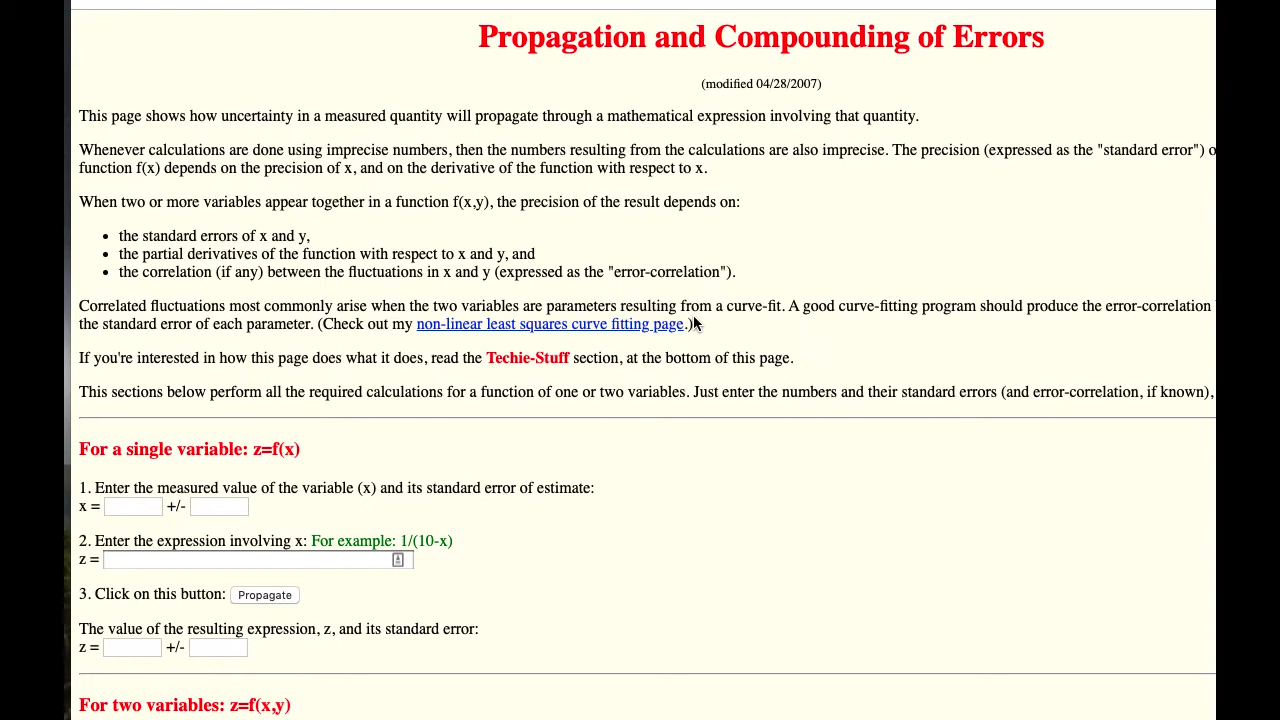 Propagation and Compounding of Errors
(modified 04/28/2007)
This page shows how uncertainty in a measured quantity will propagate through a mathematical expression involving that quantity.
Whenever calculations are done using imprecise numbers, then the numbers resulting from the calculations are also imprecise. The precision (expressed as the "standard error") o
function f(x) depends on the precision of x, and on the derivative of the function with respect to x.
When two or more variables appear together in a function f(x,y), the precision of the result depends on:
• the standard errors of x and y,
• the partial derivatives of the function with respect to x and y, and
• the correlation (if any) between the fluctuations in x and y (expressed as the "error-correlation").
Correlated fluctuations most commonly arise when the two variables are parameters resulting from a curve-fit. A good curve-fitting program should produce the error-correlation
the standard error of each parameter. (Check out my non-linear least squares curve fitting page.)
If you're interested in how this page does what it does, read the Techie-Stuff section, at the bottom of this page.
This sections below perform all the required calculations for a function of one or two variables. Just enter the numbers and their standard errors (and error-correlation, if known),
For a single variable: z=f(x)
1. Enter the measured value of the variable (x) and its standard error of estimate:
x = +/-
2. Enter the expression involving x: For example: 1/(10-x)
z =
3. Click on this button: Propagate
The value of the resulting expression, z, and its standard error:
z = +/-
For two variables: z=f(x,y)